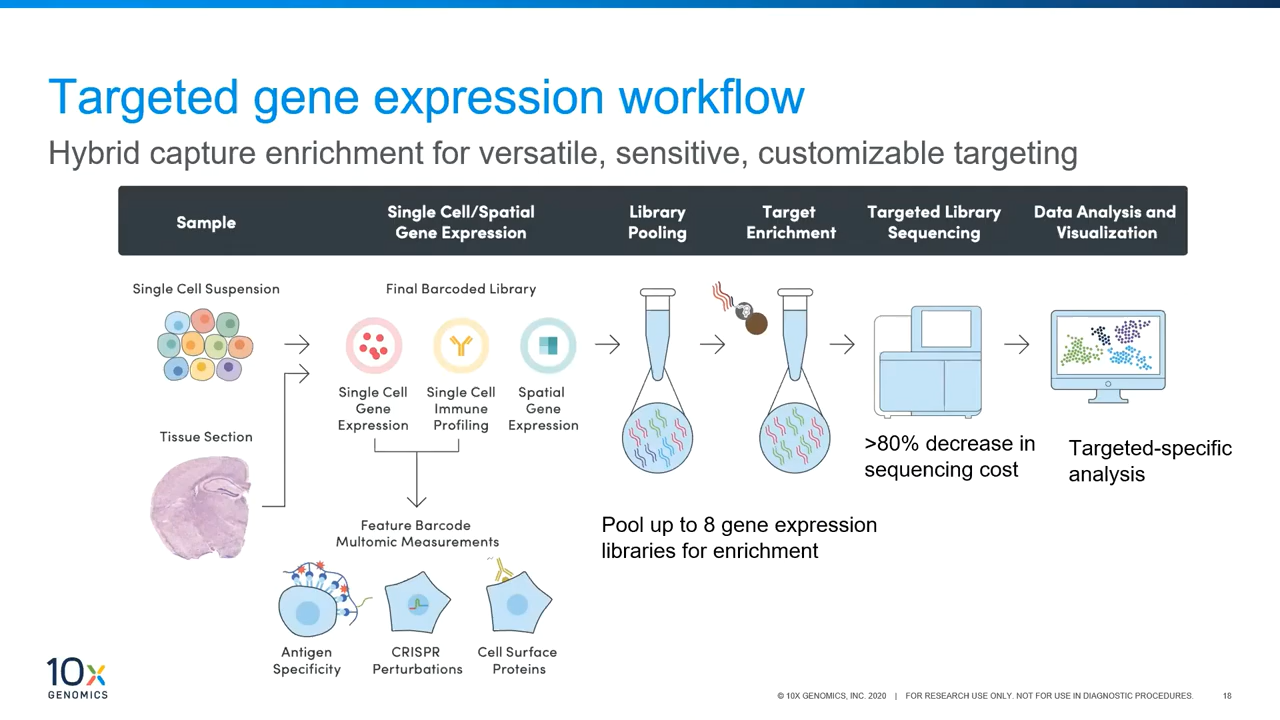 Targeted gene expression workflow
Hybrid capture enrichment for versatile, sensitive, customizable targeting
Sample
Single Cell/Spatial
Gene Expression
Library
Pooling
Target
Enrichment
Targeted Library
Sequencing
Data Analysis and
Visualization
Single Cell Suspension
Final Barcoded Library
Single Cell
Gene
Expression
Single Cell
Immune
Profiling
Spatial
Gene
Expression
Tissue Section
>80% decrease in
sequencing cost
Targeted-specific
analysis
Feature Barcode
Multomic Measurements
Pool up to 8 gene expression
libraries for enrichment
Antigen
Specificity
CRISPR
Perturbations
Cell Surface
Proteins
10x
GENOMICS
© 10X GENOMICS, INC. 2020 | FOR RESEARCH USE ONLY. NOT FOR USE IN DIAGNOSTIC PROCEDURES.
18